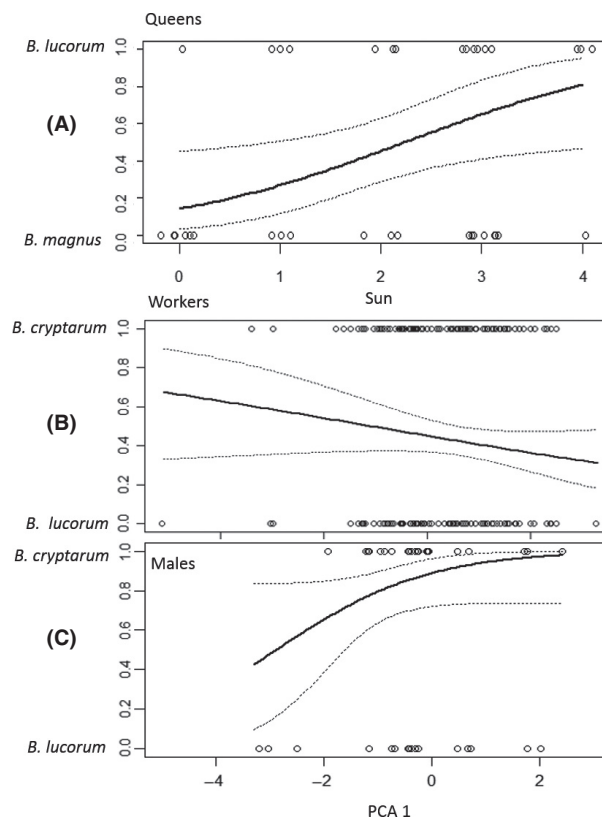 Queens
B. lucorum
(A)
B. magnus
0.0 0.2 0.4 0.6 0.8 1.0
0 1 2 3 4
Sun
Workers
B. cryptarum
(B)
B. lucorum
0.0 0.2 0.4 0.6 0.8 1.0
Males
B. cryptarum
(C)
B. lucorum
0.0 0.2 0.4 0.6 0.8 1.0
−4 −2 0 2
PCA 1